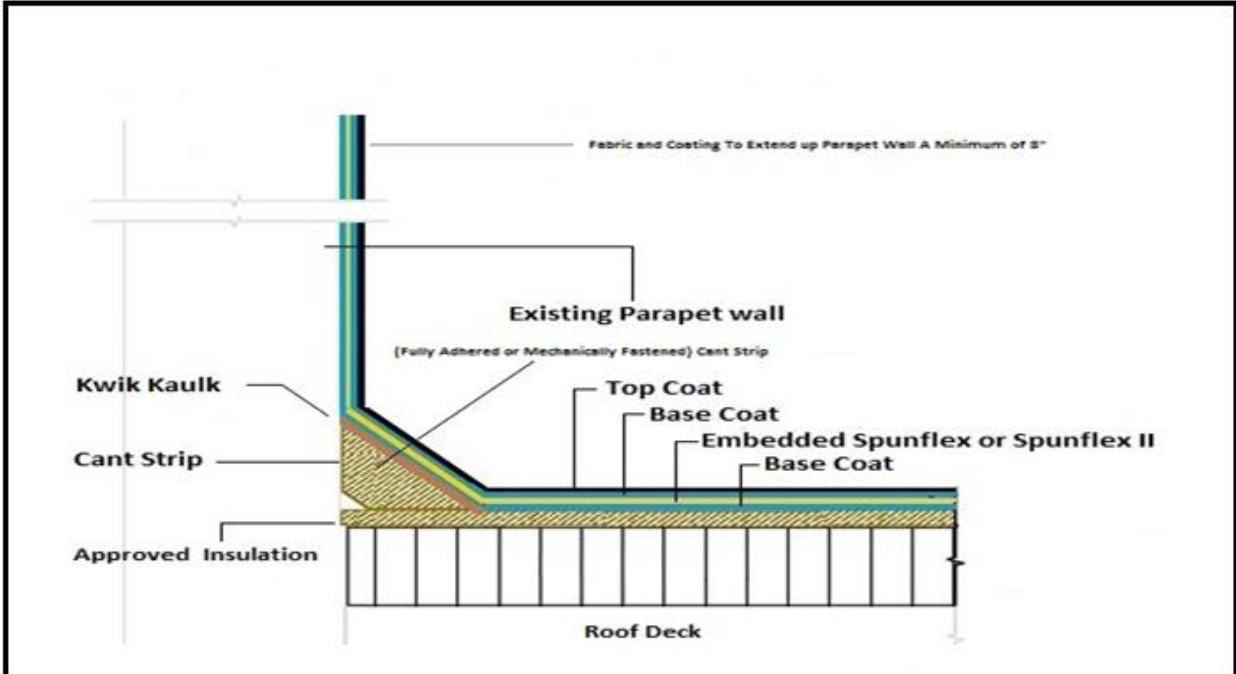 Fabric and Coating To Extend up Parapet Wall A Minimum of 8"
Existing Parapet wall
(Fully Adhered or Mechanically Fastened) Cant Strip
Kwik Kaulk
Top Coat
Base Coat
Embedded Spunflex or Spunflex II
Cant Strip
Base Coat
Approved Insulation
Roof Deck